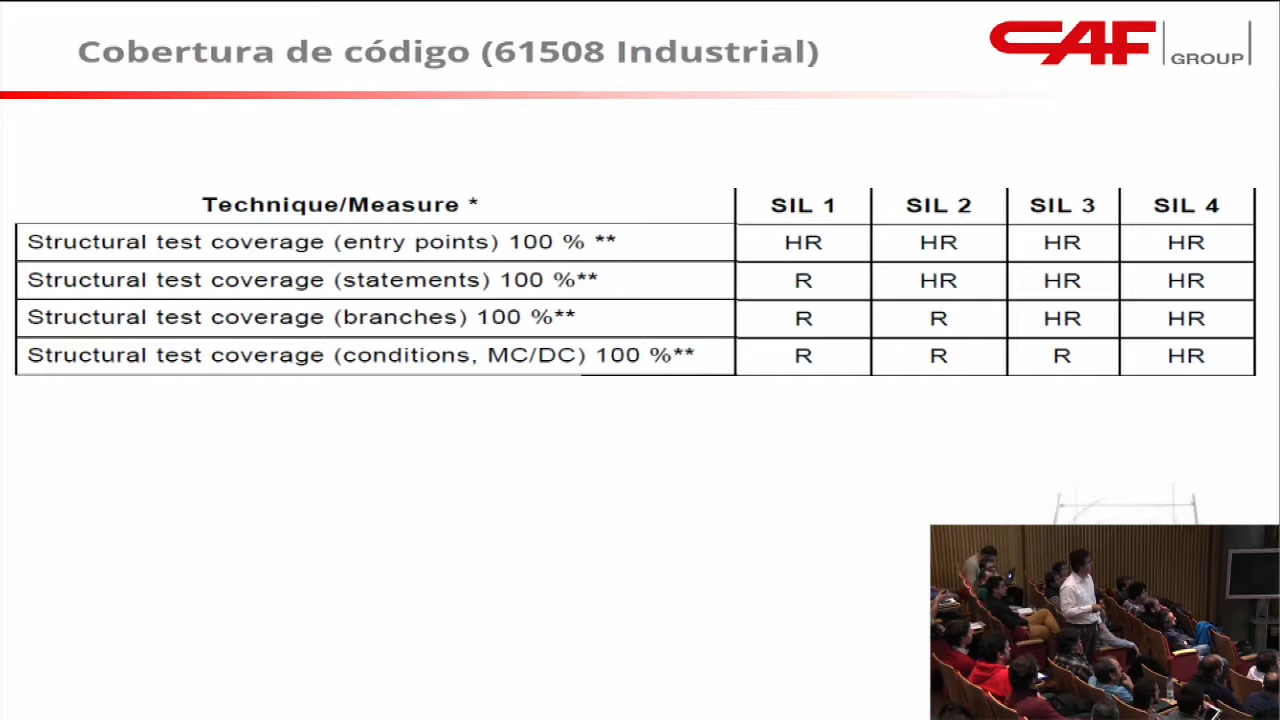 Cobertura de código (61508 Industrial)
CAF GROUP
Technique/Measure * SIL 1 SIL 2 SIL 3 SIL 4
Structural test coverage (entry points) 100 % ** HR HR HR HR
Structural test coverage (statements) 100 %** R HR HR HR
Structural test coverage (branches) 100 %** R R HR HR
Structural test coverage (conditions, MC/DC) 100 %** R R R HR